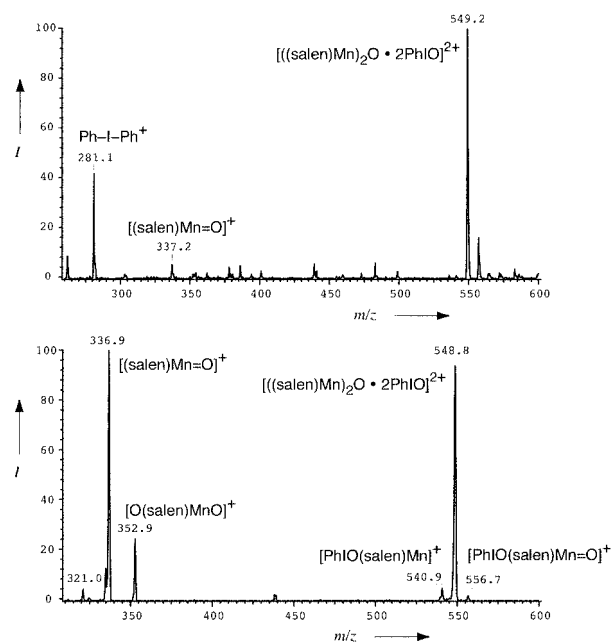 549.2
100
[((salen)Mn)₂O • 2PhIO]²⁺
80
60
Ph–I–Ph⁺
I
281.1
40
[(salen)Mn=O]⁺
20
337.2
0
300 350 400 450 500 550 600
m/z
336.9
548.8
100
[(salen)Mn=O]⁺
[((salen)Mn)₂O • 2PhIO]²⁺
80
I
60
40
[O(salen)MnO]⁺
352.9
[PhIO(salen)Mn]⁺ [PhIO(salen)Mn=O]⁺
20
321.0
540.9 556.7
0
350 400 450 500 550 600
m/z